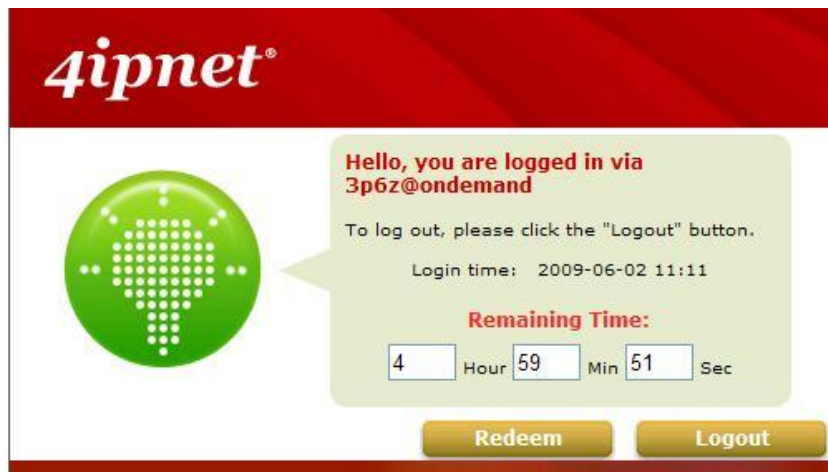 4ipnet®
Hello, you are logged in via
3p6z@ondemand
To log out, please click the "Logout" button.
Login time: 2009-06-02 11:11
Remaining Time:
4 Hour 59 Min 51 Sec
Redeem Logout